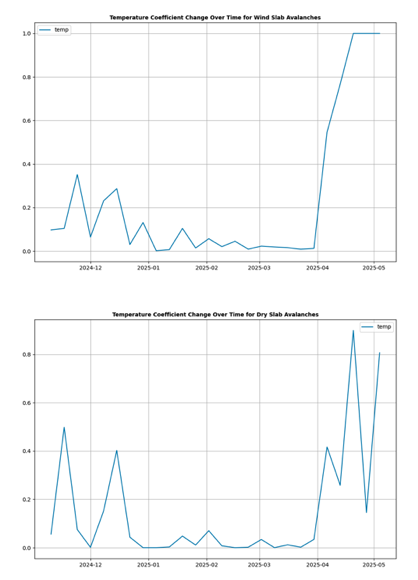 Temperature Coefficient Change Over Time for Wind Slab Avalanches
temp
1.0
0.8
0.6
0.4
0.2
0.0
2024-12 2025-01 2025-02 2025-03 2025-04 2025-05
Temperature Coefficient Change Over Time for Dry Slab Avalanches
temp
0.8
0.6
0.4
0.2
0.0
2024-12 2025-01 2025-02 2025-03 2025-04 2025-05